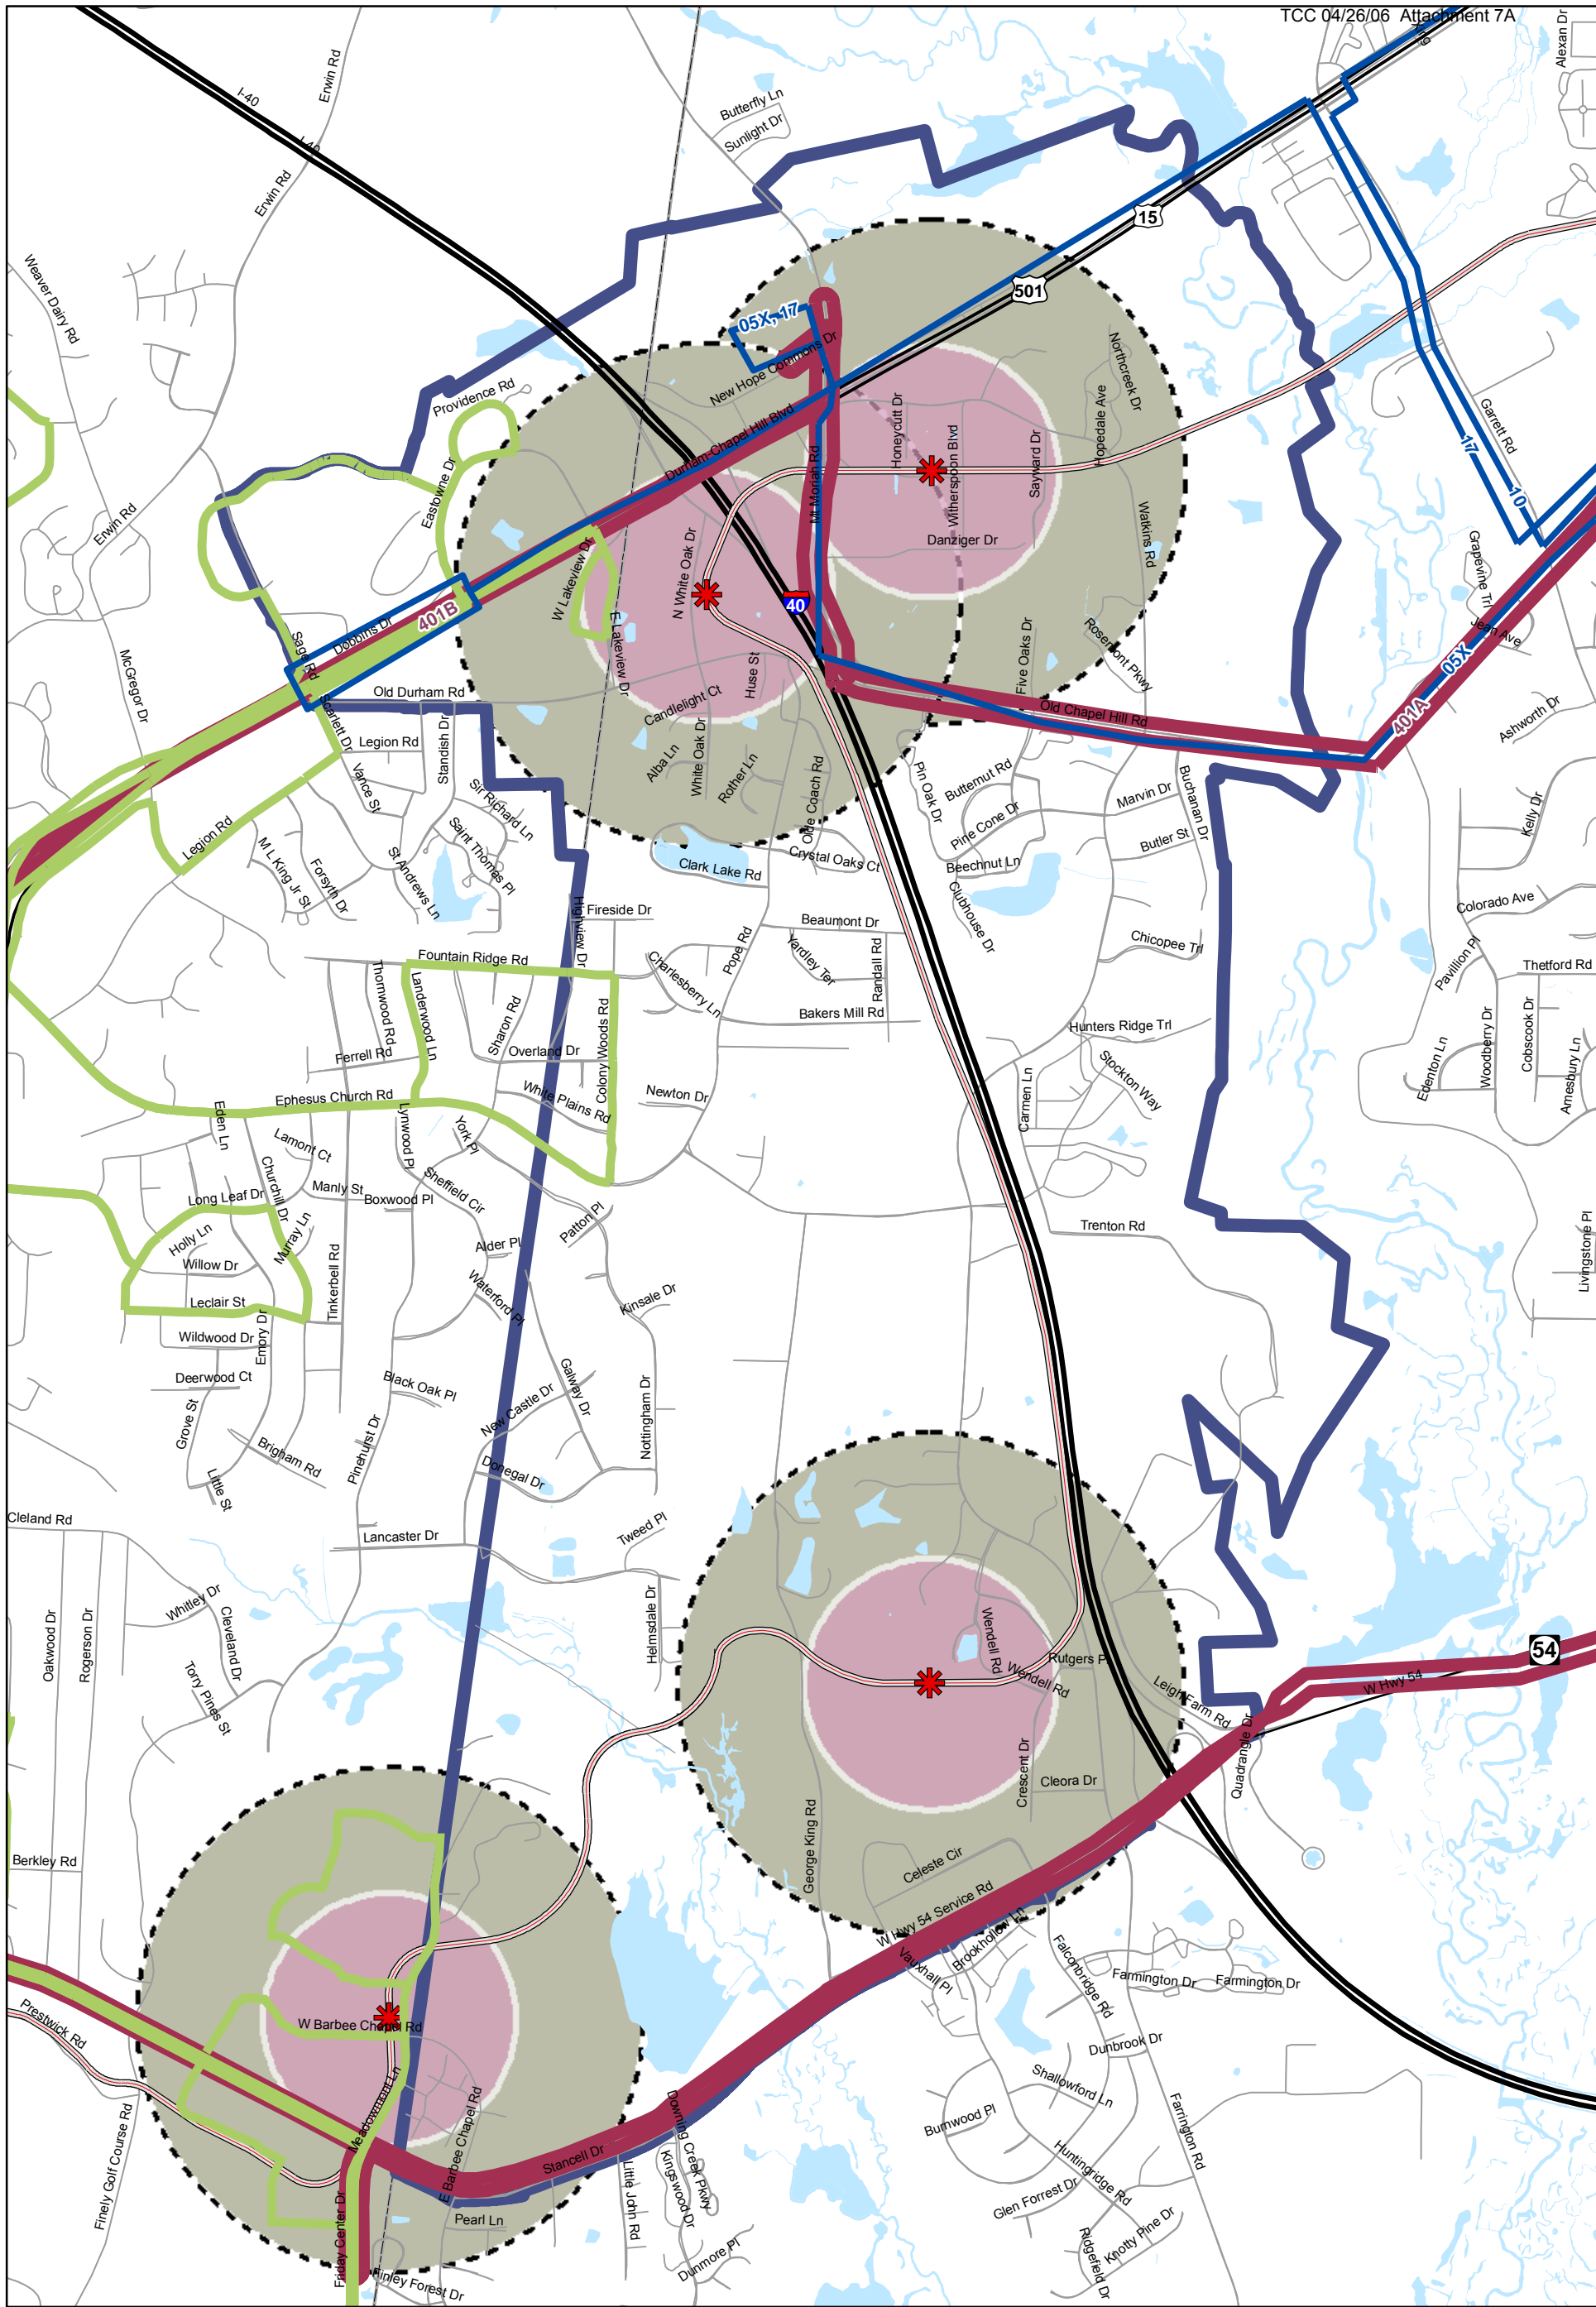 TCC 04/26/06 Attachment 7A
Alexan Dr
I-40
Erwin Rd
Butterfly Ln
Sunlight Dr
I-40
Erwin Rd
15
501
Weaver Dairy Rd
05X, 17
New Hope Commons Dr
Northcreek Dr
Providence Rd
Durham-Chapel Hill Blvd
Honeycutt Dr
Hopedale Ave
Garrett Rd
Eastowne Dr
Mt Moriah Rd
Witherspoon Blvd
Sayward Dr
17
10
Erwin Rd
Watkins Rd
Danziger Dr
W Lakeview Dr
N White Oak Dr
40
Grapevine Trl
Jean Ave
401B
Dobbins Dr
Sage Rd
E Lakeview Dr
Huse St
Five Oaks Dr
Rosemont Pkwy
05X
McGregor Dr
Old Durham Rd
Candlelight Ct
Old Chapel Hill Rd
401A
Ashworth Dr
Scarlett Dr
Legion Rd
Standish Dr
Alba Ln
White Oak Dr
Rother Ln
Olde Coach Rd
Pin Oak Dr
Butternut Rd
Marvin Dr
Buchanan Dr
Vance St
Sir Richard Ln
Saint Thomas Pl
Pine Cone Dr
Butler St
Kelly Dr
Legion Rd
M L King Jr St
Forsyth Dr
St Andrews Ln
Clark Lake Rd
Crystal Oaks Ct
Beechnut Ln
Clubhouse Dr
Colorado Ave
Highview Dr
Fireside Dr
Beaumont Dr
Yardley Ter
Randall Rd
Chicopee Trl
Pavillion Pl
Thetford Rd
Fountain Ridge Rd
Thornwood Rd
Landerwood Ln
Charlesberry Ln
Pope Rd
Sharon Rd
Colony Woods Rd
Bakers Mill Rd
Hunters Ridge Trl
Woodberry Dr
Cobscook Dr
Ferrell Rd
Overland Dr
Stockton Way
Edenton Ln
Amesbury Ln
Ephesus Church Rd
White Plains Rd
Newton Dr
Carmen Ln
Eden Ln
Lamont Ct
Lynwood Pl
York Pl
Churchill Dr
Long Leaf Dr
Manly St
Boxwood Pl
Sheffield Cir
Patton Pl
Trenton Rd
Livingstone Pl
Holly Ln
Murray Ln
Alder Pl
Willow Dr
Tinkerbell Rd
Waterford Pl
Leclair St
Kinsale Dr
Wildwood Dr
Emory Dr
Deerwood Ct
Black Oak Pl
Galway Dr
Grove St
New Castle Dr
Nottingham Dr
Brigham Rd
Pinehurst Dr
Little St
Donegal Dr
Cleland Rd
Lancaster Dr
Tweed Pl
Whitley Dr
Oakwood Dr
Rogerson Dr
Cleveland Dr
Helmsdale Dr
Wendell Rd
54
Torry Pines St
Rutgers P
Wendell Rd
Leigh Farm Rd
W Hwy 54
Quadrangle Dr
Crescent Dr
Cleora Dr
George King Rd
Berkley Rd
Celeste Cir
W Hwy 54 Service Rd
Brookhollow Ln
Vauxhall Pl
Falconbridge Rd
Farmington Dr
Farmington Dr
Prestwick Rd
W Barbee Chapel Rd
Dunbrook Dr
Shallowford Ln
Meadowmont Ln
Finely Golf Course Rd
E Barbee Chapel Rd
Stancell Dr
Downing Creek Pkwy
Burnwood Pl
Farrington Rd
Little John Rd
Kingswood Dr
Huntingridge Rd
Glen Forrest Dr
Pearl Ln
Friday Center Dr
Dunmore Pl
Ridgefield Dr
Knotty Pine Dr
Finley Forest Dr